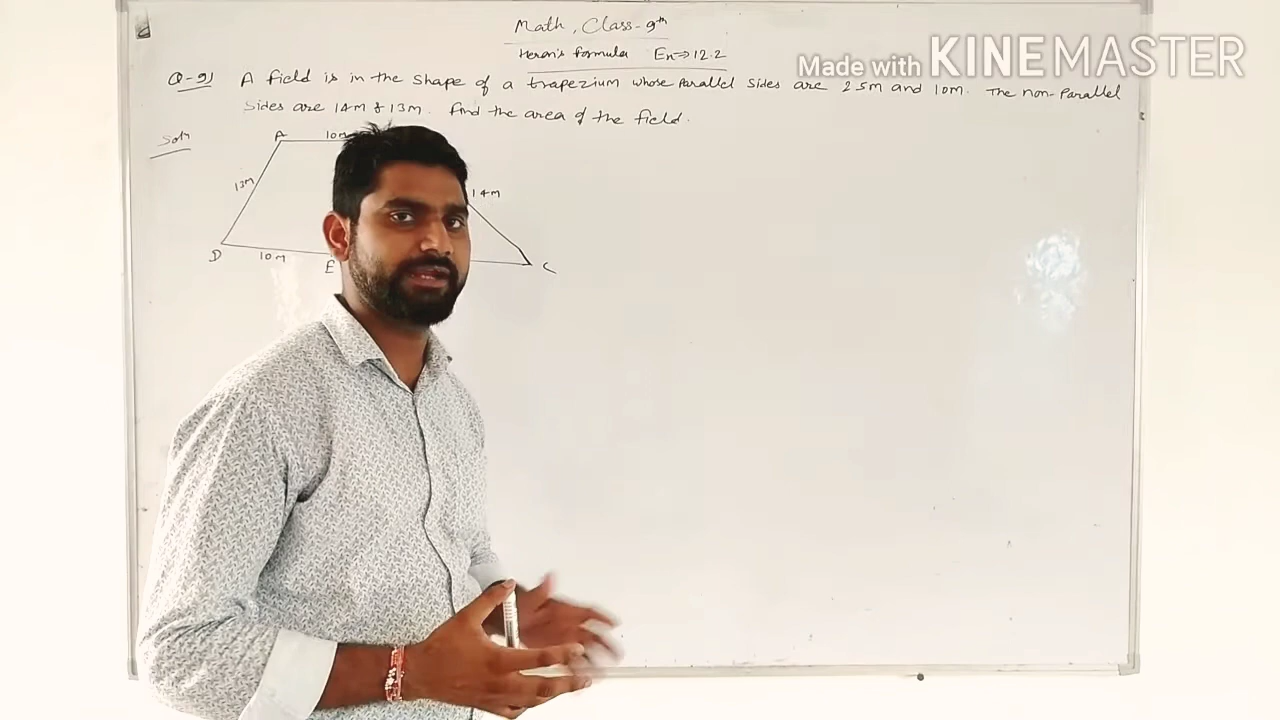 Math, Class-9th
Heron's formula Ex⇒12.2
Made with KINEMASTER
Q-9) A field is in the shape of a trapezium whose parallel sides are 25m and 10m. The non-parallel
sides are 14m & 13m. find the area of the field.
Soln
A 10m
13m
14m
D 10m E C